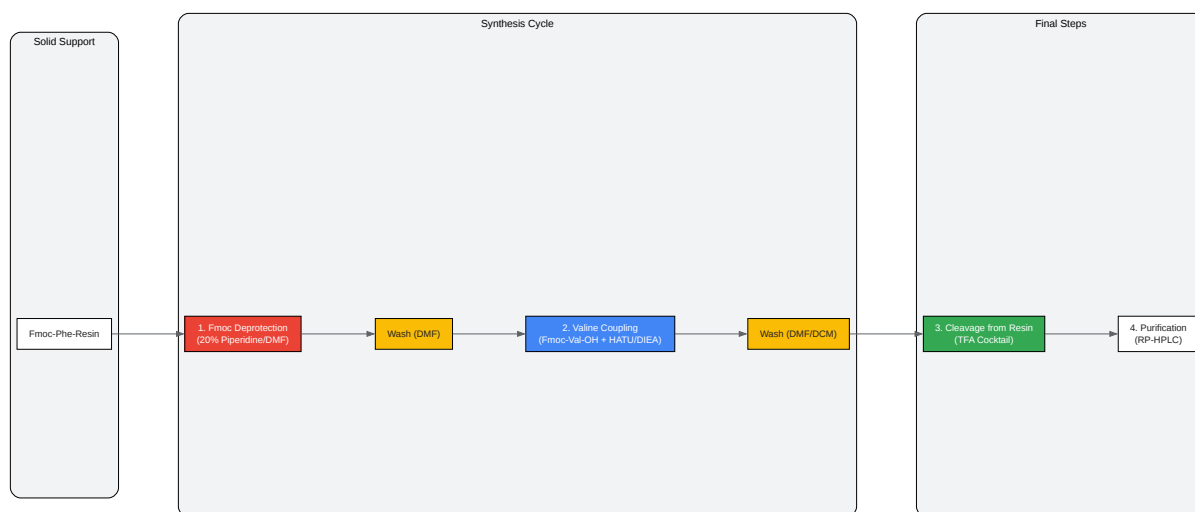 Solid Support
Synthesis Cycle
Final Steps
Fmoc-Phe-Resin
1. Fmoc Deprotection
(20% Piperidine/DMF)
Wash (DMF)
2. Valine Coupling
(Fmoc-Val-OH + HATU/DIEA)
Wash (DMF/DCM)
3. Cleavage from Resin
(TFA Cocktail)
4. Purification
(RP-HPLC)